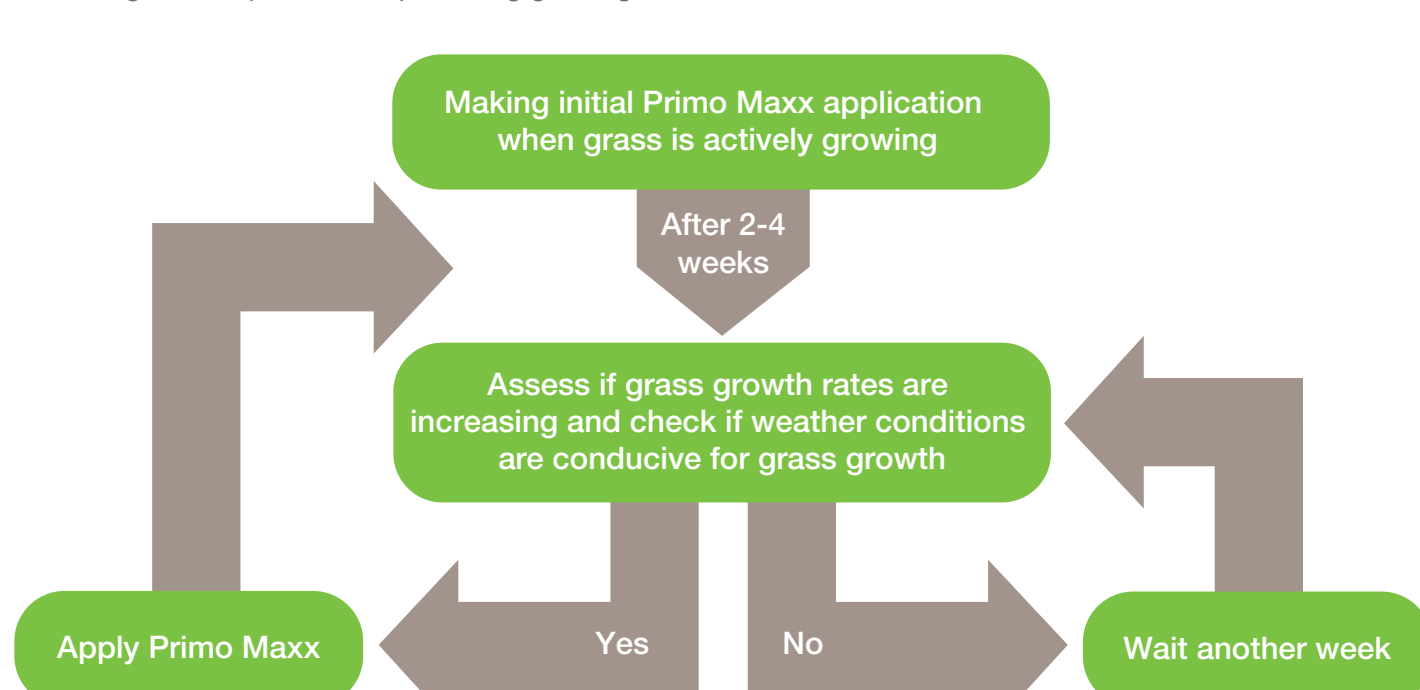 Making initial Primo Maxx application
when grass is actively growing
After 2-4
weeks
Assess if grass growth rates are
increasing and check if weather conditions
are conducive for grass growth
Apply Primo Maxx
Yes
No
Wait another week